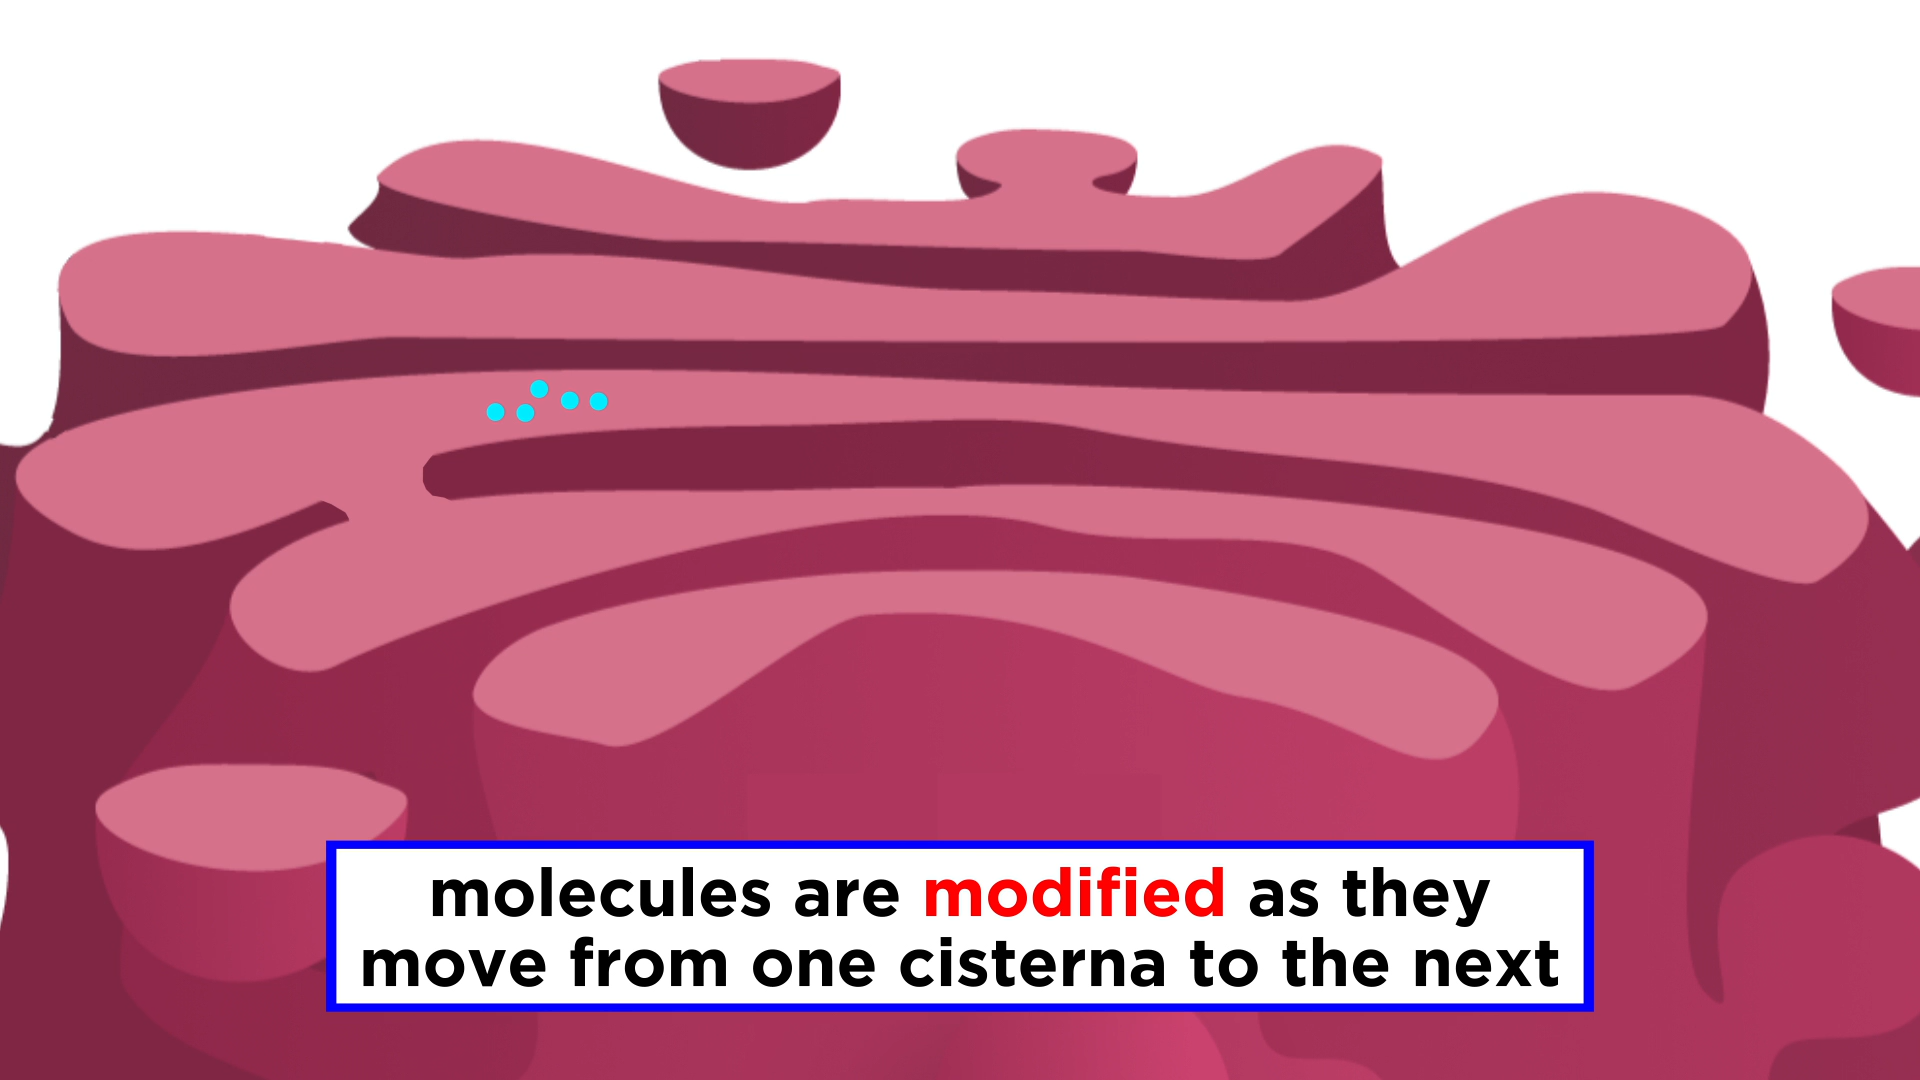 molecules are modified as they
move from one cisterna to the next